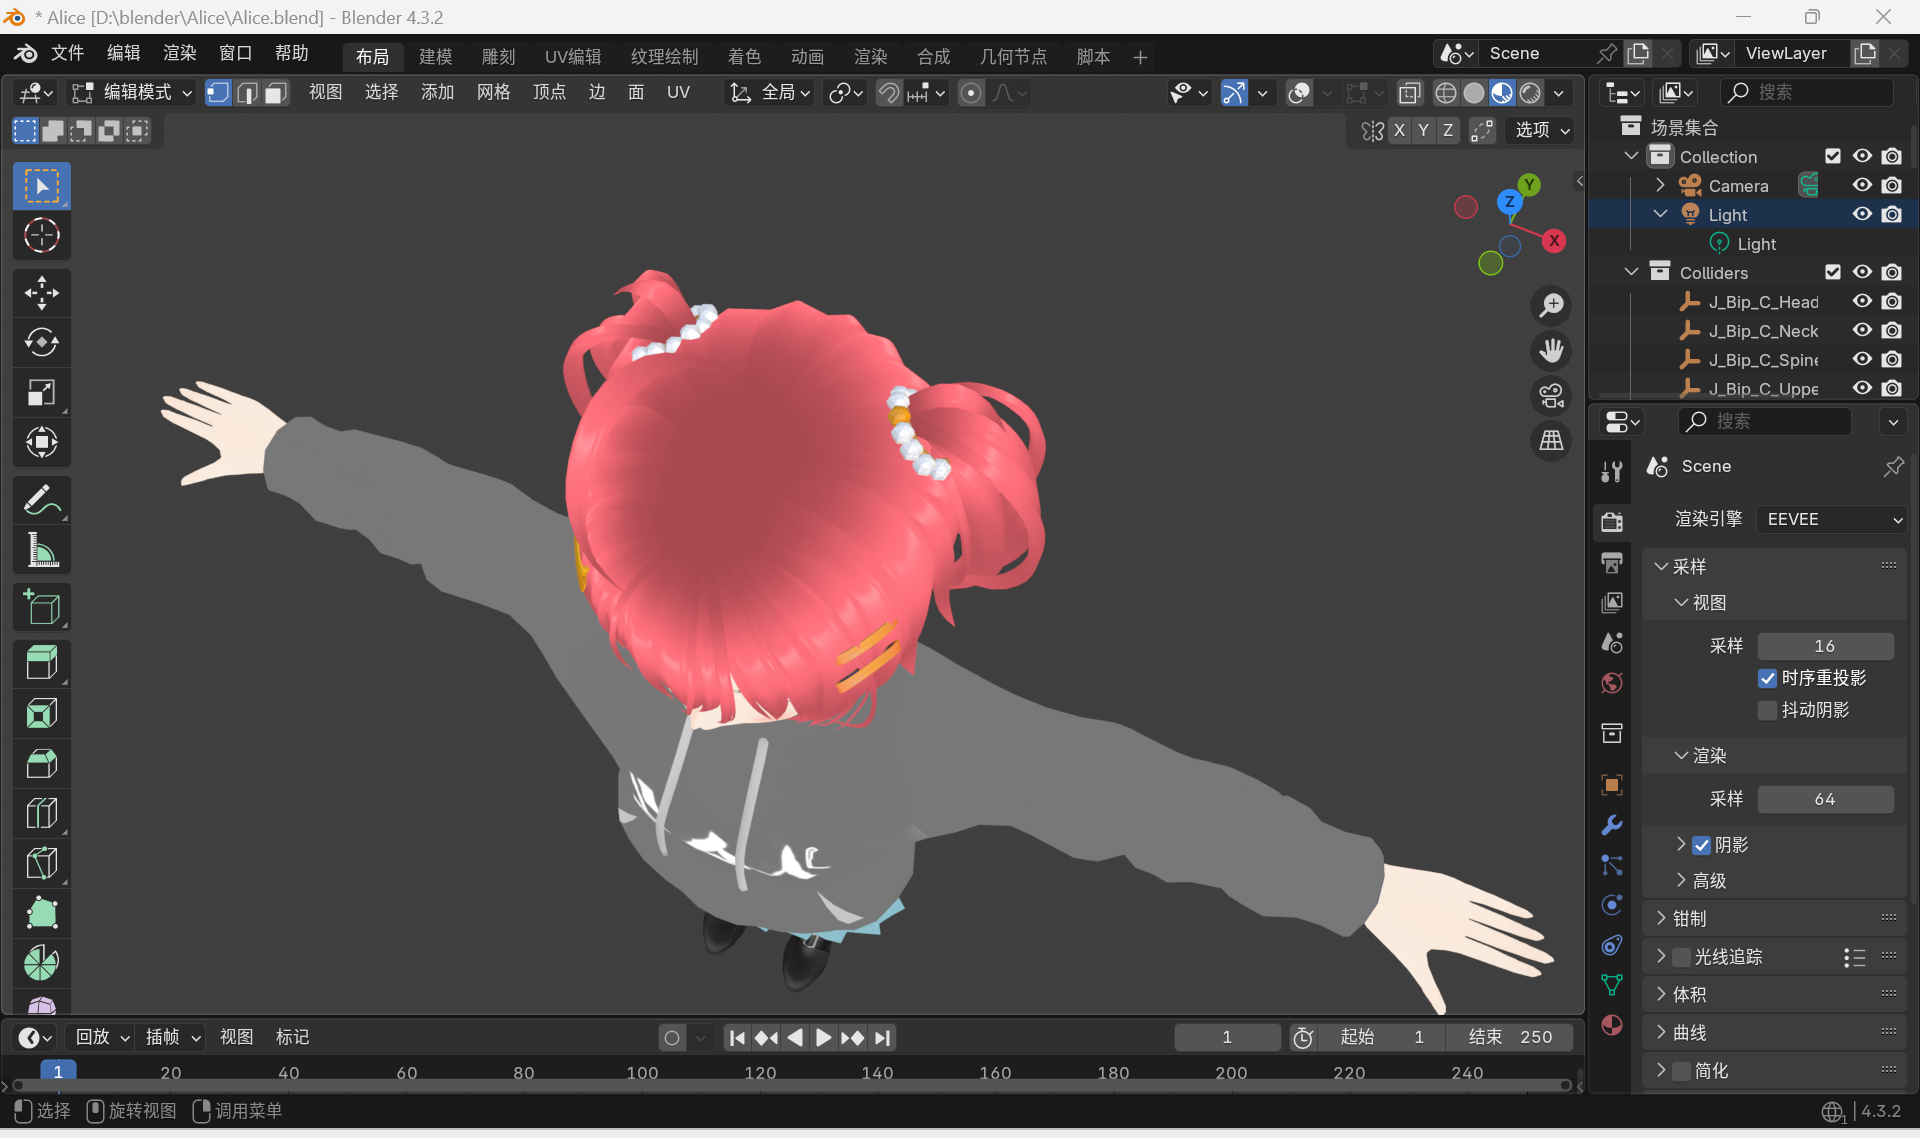 * Alice [D:\blender\Alice\Alice.blend] - Blender 4.3.2
文件 编辑 渲染 窗口 帮助 布局 建模 雕刻 UV编辑 纹理绘制 着色 动画 渲染 合成 几何节点 脚本 + Scene ViewLayer
编辑模式 视图 选择 添加 网格 顶点 边 面 UV 全局 搜索
X Y Z 选项
场景集合
Collection
Camera
Light
Light
Colliders
J_Bip_C_Head
J_Bip_C_Neck
J_Bip_C_Spine
J_Bip_C_Uppe
Y
Z
X
搜索
Scene
渲染引擎 EEVEE
采样
视图
采样 16
时序重投影
抖动阴影
渲染
采样 64
阴影
高级
钳制
光线追踪
体积
曲线
简化
回放 插帧 视图 标记 1 起始 1 结束 250
1 20 40 60 80 100 120 140 160 180 200 220 240
选择 旋转视图 调用菜单 1 4.3.2